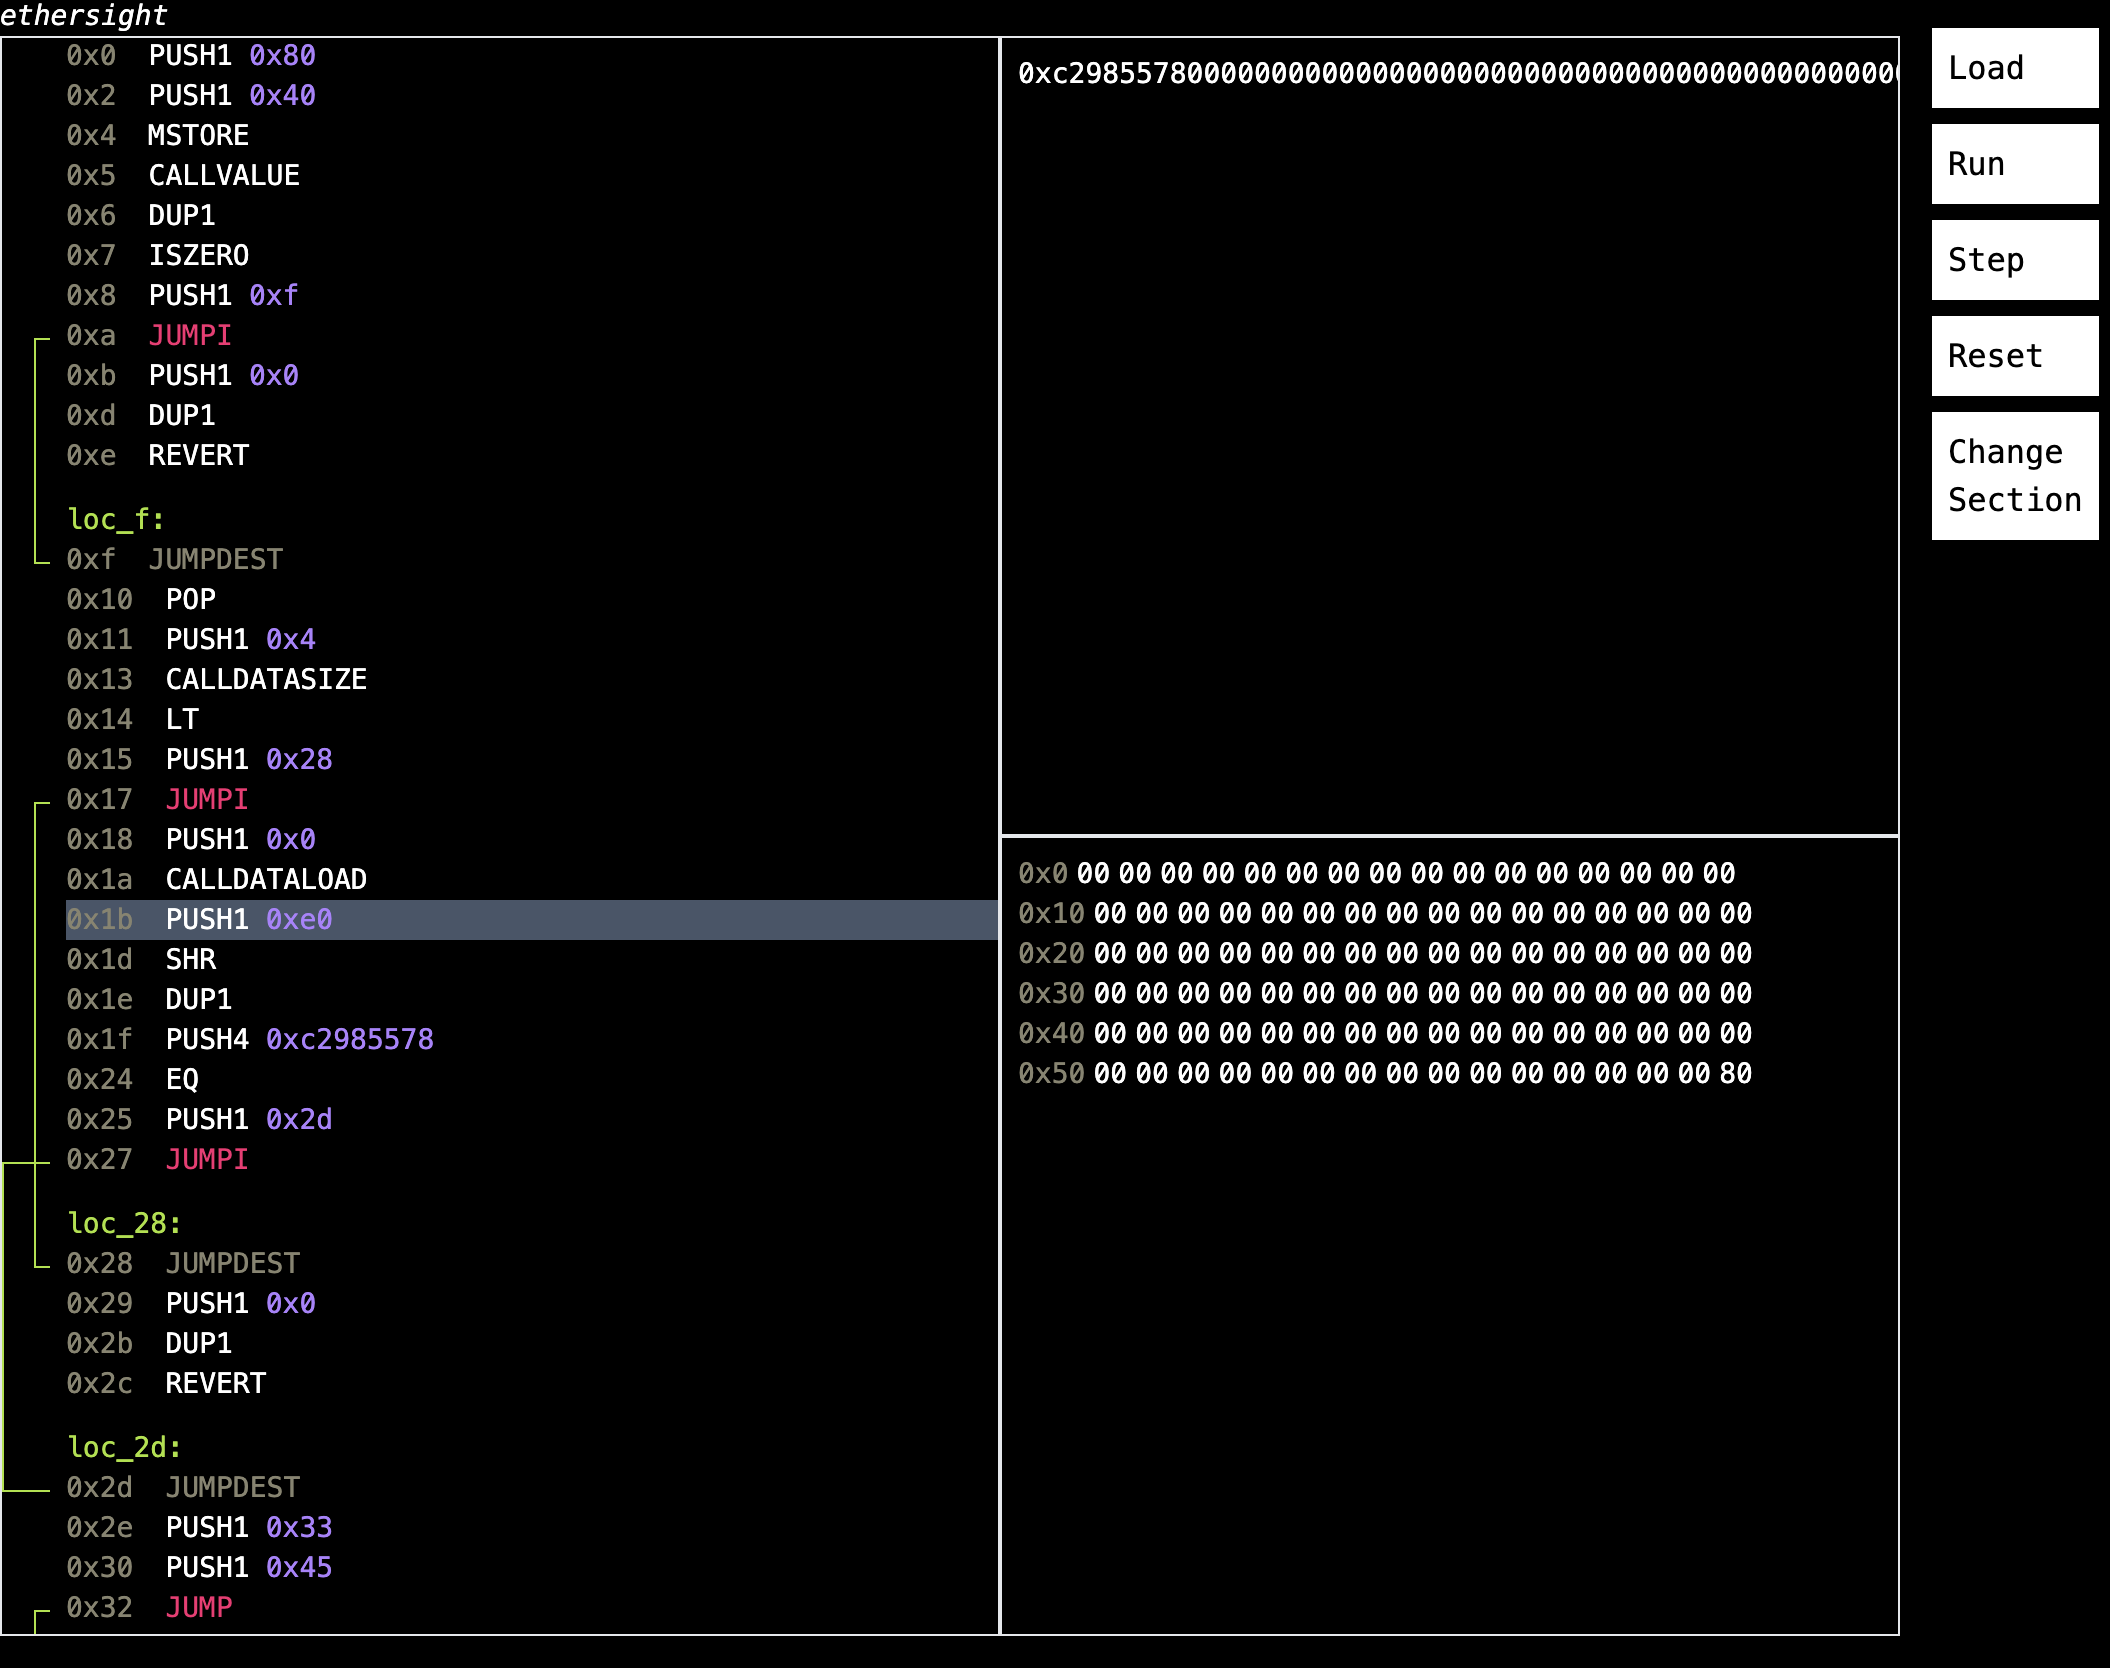 ethersight
0x0 PUSH1 0x80
0x2 PUSH1 0x40
0x4 MSTORE
0x5 CALLVALUE
0x6 DUP1
0x7 ISZERO
0x8 PUSH1 0xf
0xa JUMPI
0xb PUSH1 0x0
0xd DUP1
0xe REVERT
loc_f:
0xf JUMPDEST
0x10 POP
0x11 PUSH1 0x4
0x13 CALLDATASIZE
0x14 LT
0x15 PUSH1 0x28
0x17 JUMPI
0x18 PUSH1 0x0
0x1a CALLDATALOAD
0x1b PUSH1 0xe0
0x1d SHR
0x1e DUP1
0x1f PUSH4 0xc2985578
0x24 EQ
0x25 PUSH1 0x2d
0x27 JUMPI
loc_28:
0x28 JUMPDEST
0x29 PUSH1 0x0
0x2b DUP1
0x2c REVERT
loc_2d:
0x2d JUMPDEST
0x2e PUSH1 0x33
0x30 PUSH1 0x45
0x32 JUMP
0xc2985578000000000000000000000000000000000000000000
0x0 00 00 00 00 00 00 00 00 00 00 00 00 00 00 00 00
0x10 00 00 00 00 00 00 00 00 00 00 00 00 00 00 00 00
0x20 00 00 00 00 00 00 00 00 00 00 00 00 00 00 00 00
0x30 00 00 00 00 00 00 00 00 00 00 00 00 00 00 00 00
0x40 00 00 00 00 00 00 00 00 00 00 00 00 00 00 00 00
0x50 00 00 00 00 00 00 00 00 00 00 00 00 00 00 00 80
Load
Run
Step
Reset
Change
Section